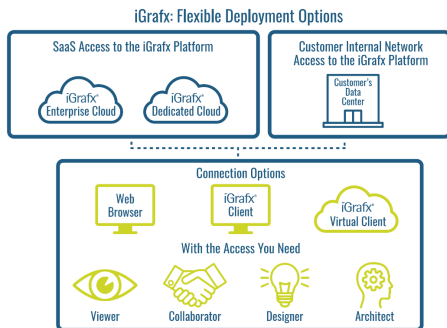 iGrafx: Flexible Deployment Options
SaaS Access to the iGrafx Platform
iGrafx®
Enterprise Cloud
iGrafx®
Dedicated Cloud
Customer Internal Network
Access to the iGrafx Platform
Customer's
Data
Center
Connection Options
Web
Browser
iGrafx®
Client
iGrafx®
Virtual Client
With the Access You Need
Viewer
Collaborator
Designer
Architect